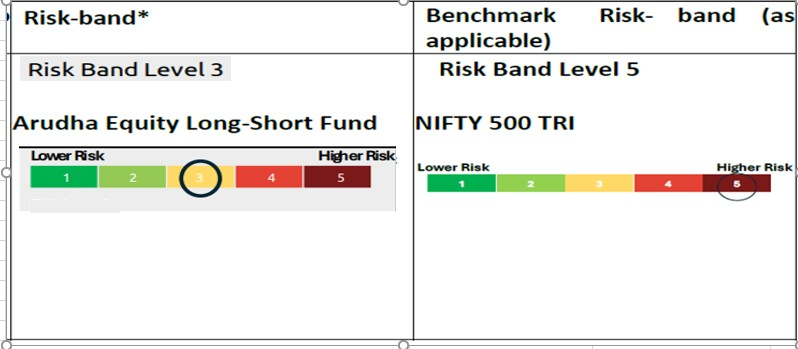 Risk-band*
Benchmark Risk- band (as
applicable)
Risk Band Level 3
Risk Band Level 5
Arudha Equity Long-Short Fund
NIFTY 500 TRI
Lower Risk Higher Risk
1 2 3 4 5
Lower Risk Higher Risk
1 2 3 4 5